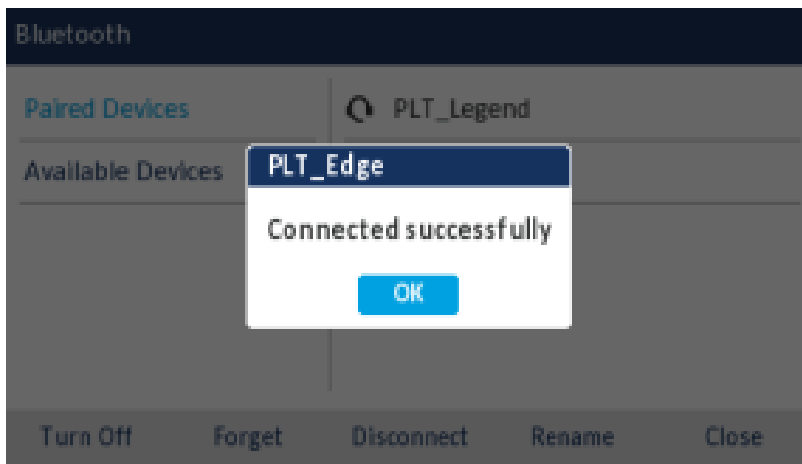 Bluetooth
Paired Devices
PLT_Legend
Available Devices
PLT_Edge
Connected successfully
OK
Turn Off Forget Disconnect Rename Close